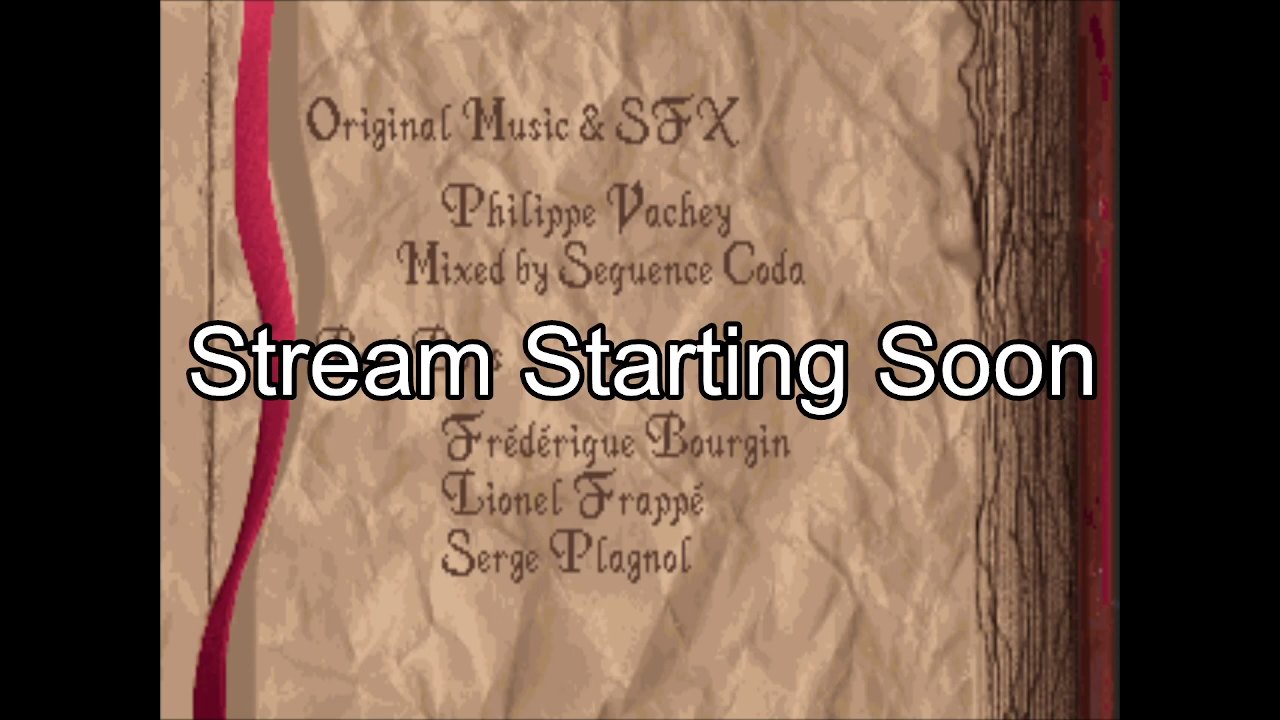 Original Music & SFX
Philippe Vachey
Mixed by Sequence Coda
Stream Starting Soon
Frédérique Bourgin
Lionel Frappé
Serge Plagnol